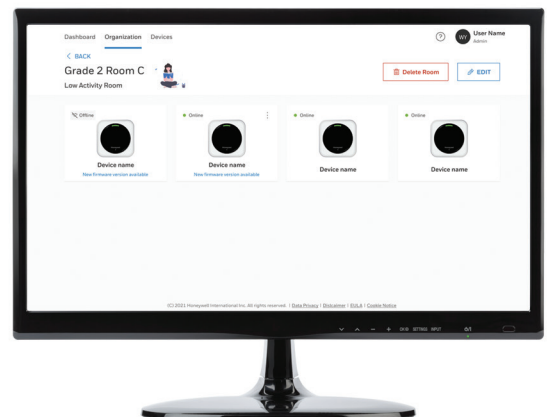 Dashboard Organization Devices
? WY User Name
Admin
< BACK
Grade 2 Room C
Delete Room
EDIT
Low Activity Room
Offline
Online
Online
Online
Device name
Device name
Device name
Device name
New firmware version available
New firmware version available
(C) 2021 Honeywell International Inc. All rights reserved | Data Privacy | Disclaimer | EULA | Cookie Notice
SETTINGS INPUT